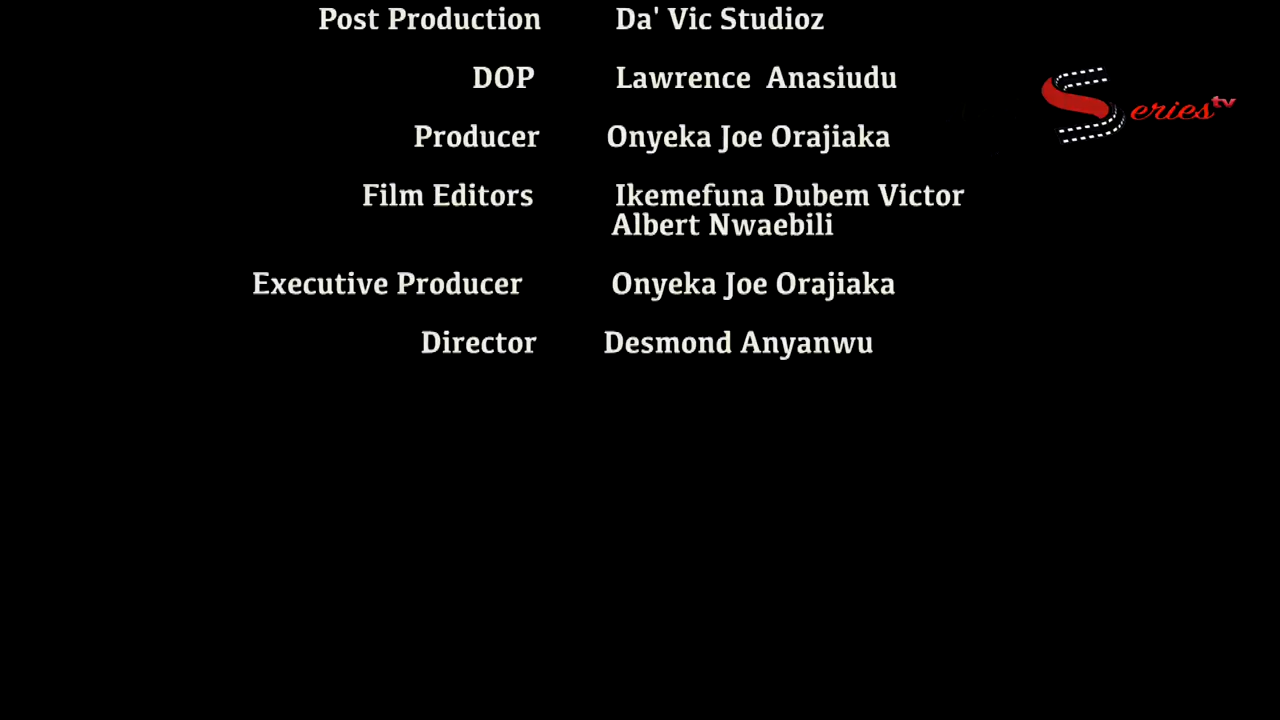 Post Production Da' Vic Studioz
DOP Lawrence Anasiudu
Series tv
Producer Onyeka Joe Orajiaka
Film Editors Ikemefuna Dubem Victor
Albert Nwaebili
Executive Producer Onyeka Joe Orajiaka
Director Desmond Anyanwu